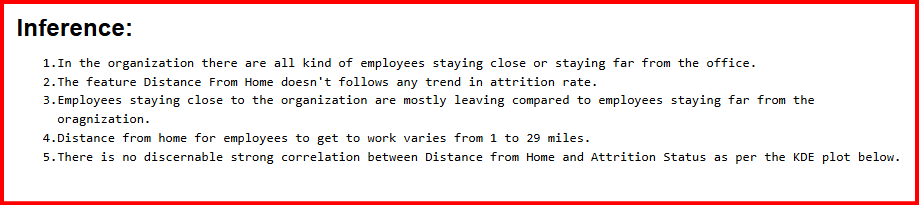 Inference:
1.In the organization there are all kind of employees staying close or staying far from the office.
2.The feature Distance From Home doesn't follows any trend in attrition rate.
3.Employees staying close to the organization are mostly leaving compared to employees staying far from the
oragnization.
4.Distance from home for employees to get to work varies from 1 to 29 miles.
5.There is no discernable strong correlation between Distance from Home and Attrition Status as per the KDE plot below.